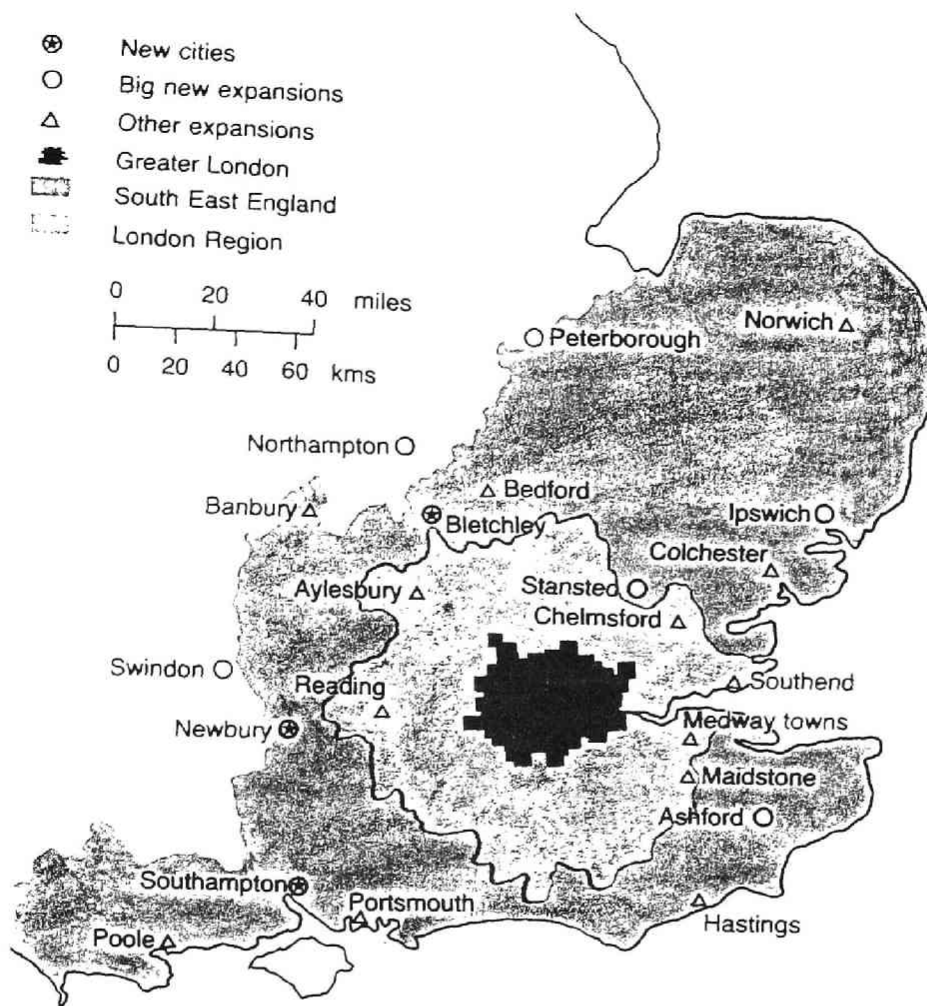 New cities
Big new expansions
Other expansions
Greater London
South East England
London Region
0 20 40 miles
0 20 40 60 kms
Norwich
Peterborough
Northampton
Bedford
Banbury
Bletchley
Ipswich
Colchester
Aylesbury
Stansted
Chelmsford
Swindon
Reading
Southend
Newbury
Medway towns
Maidstone
Ashford
Southampton
Portsmouth
Hastings
Poole